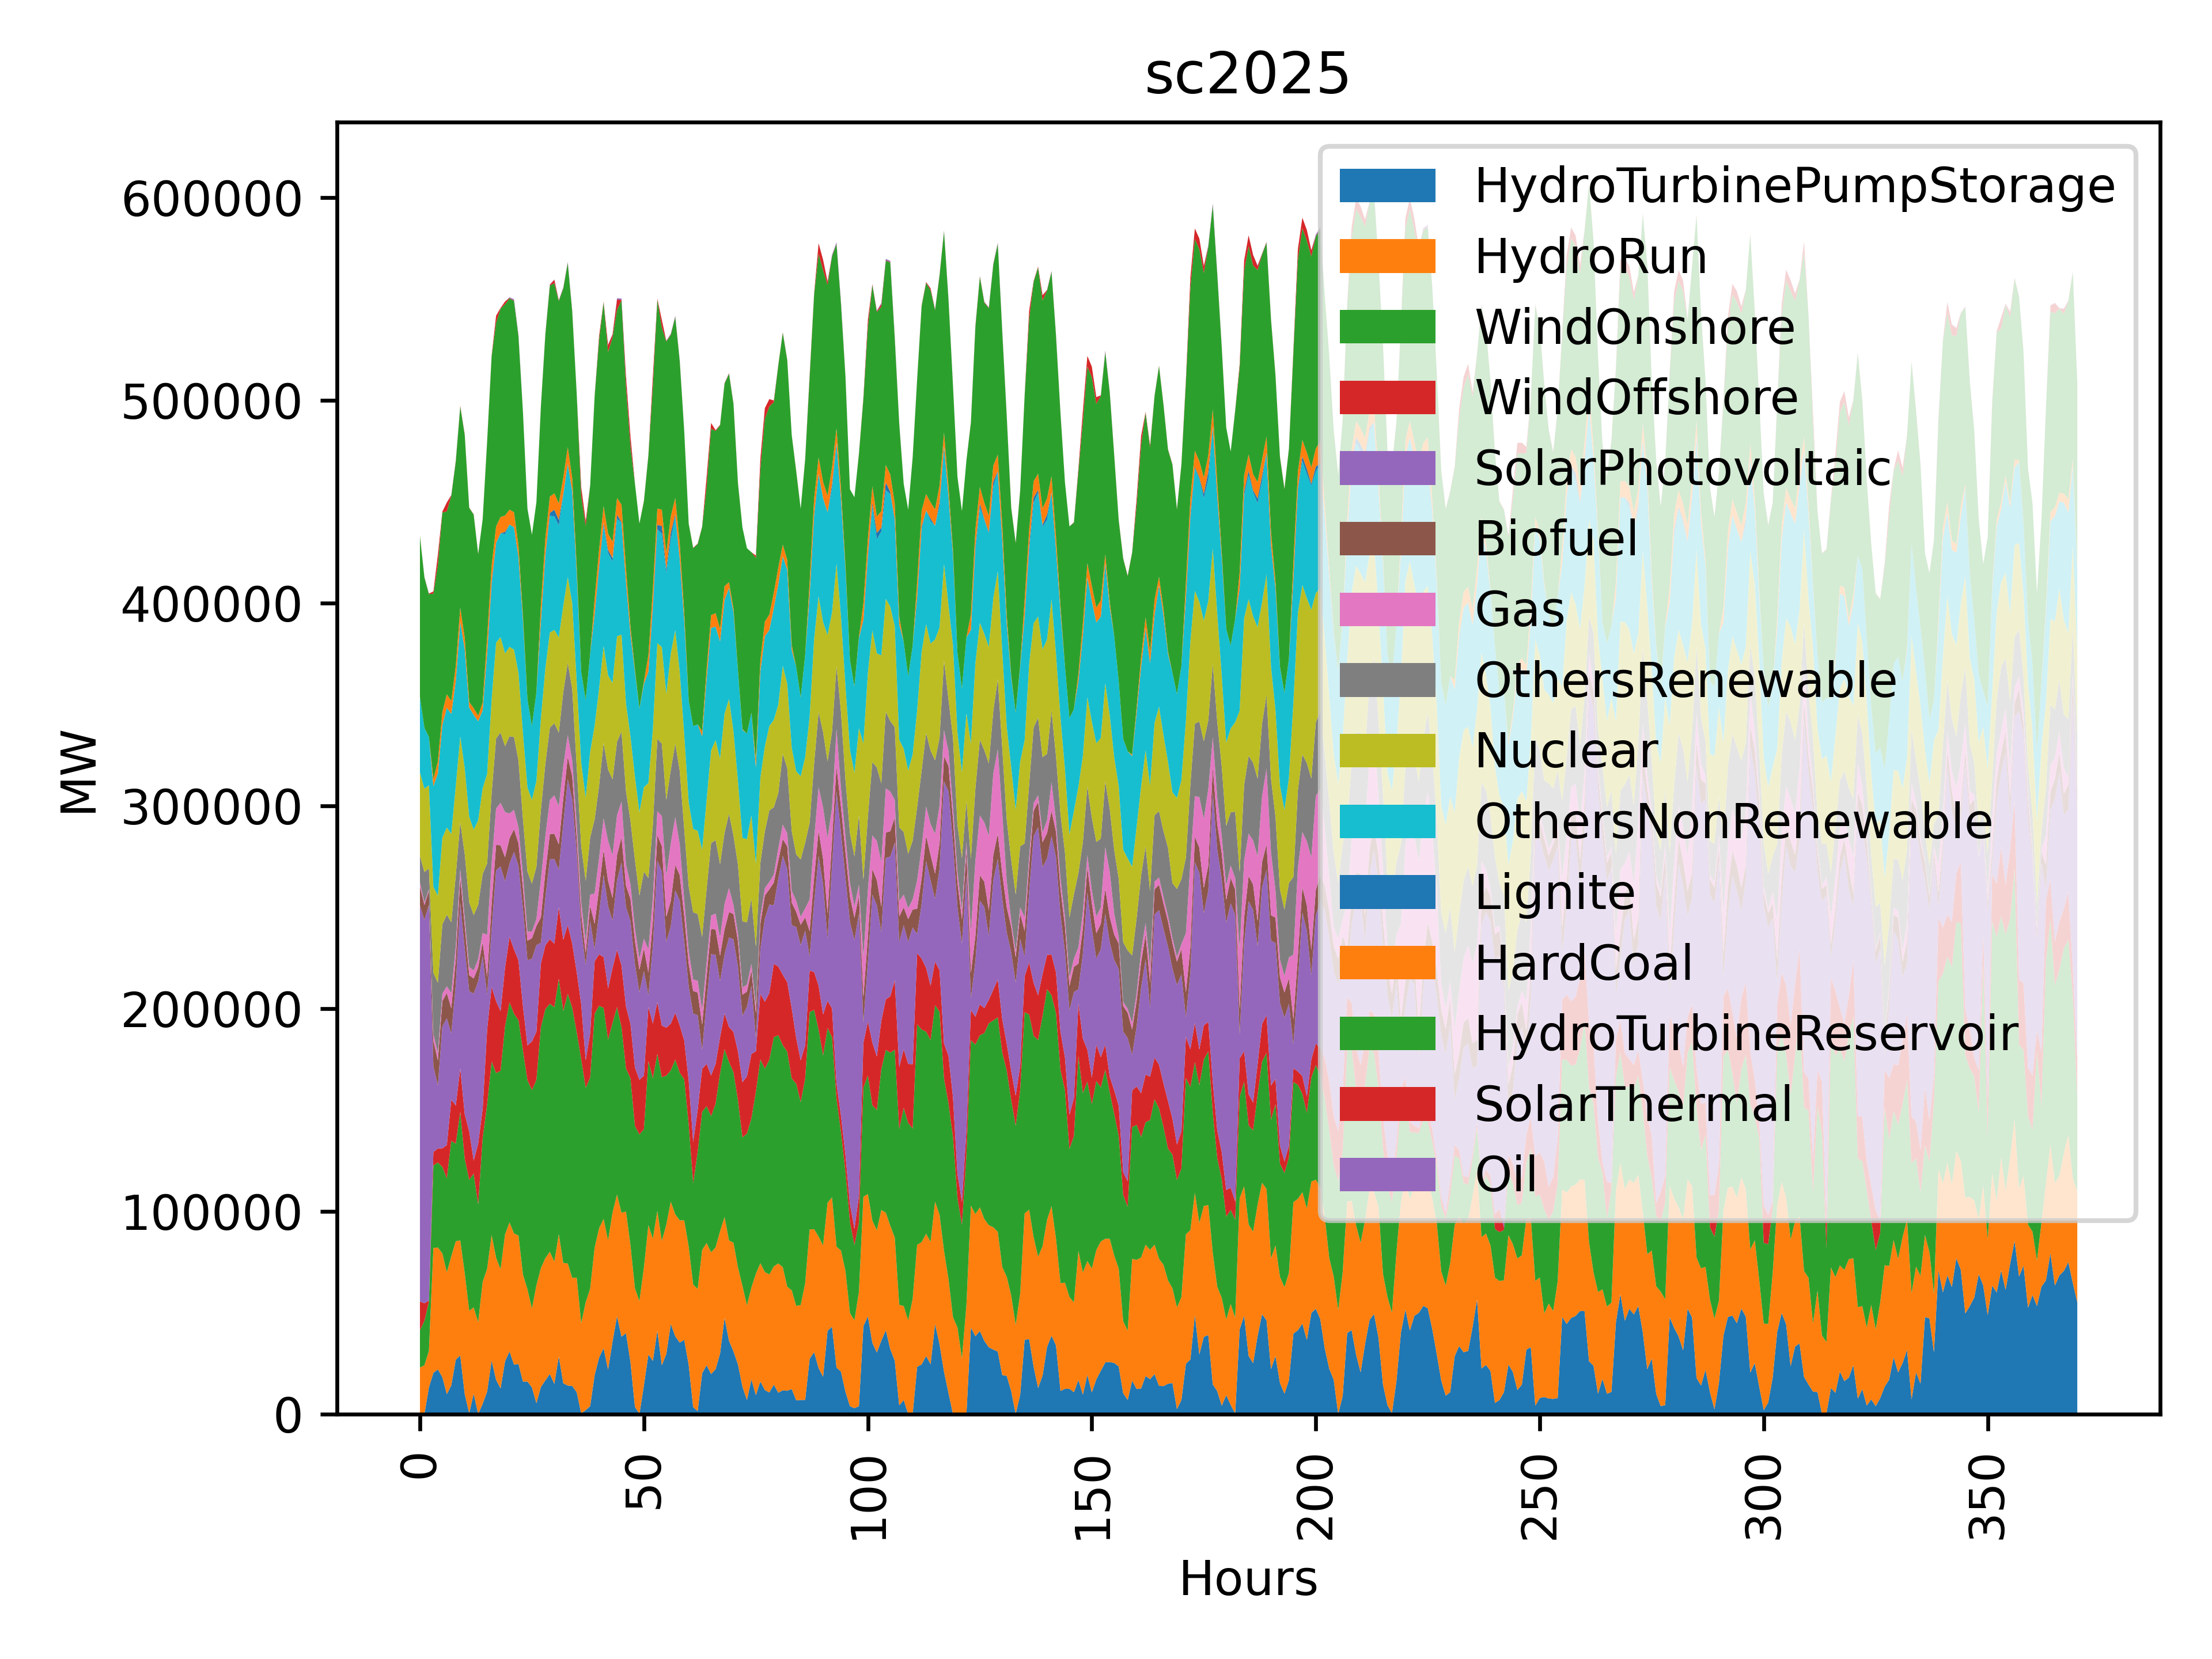 sc2025
600000
500000
400000
300000
200000
100000
0
MW
0
50
100
150
200
250
300
350
Hours
HydroTurbinePumpStorage
HydroRun
WindOnshore
WindOffshore
SolarPhotovoltaic
Biofuel
Gas
OthersRenewable
Nuclear
OthersNonRenewable
Lignite
HardCoal
HydroTurbineReservoir
SolarThermal
Oil